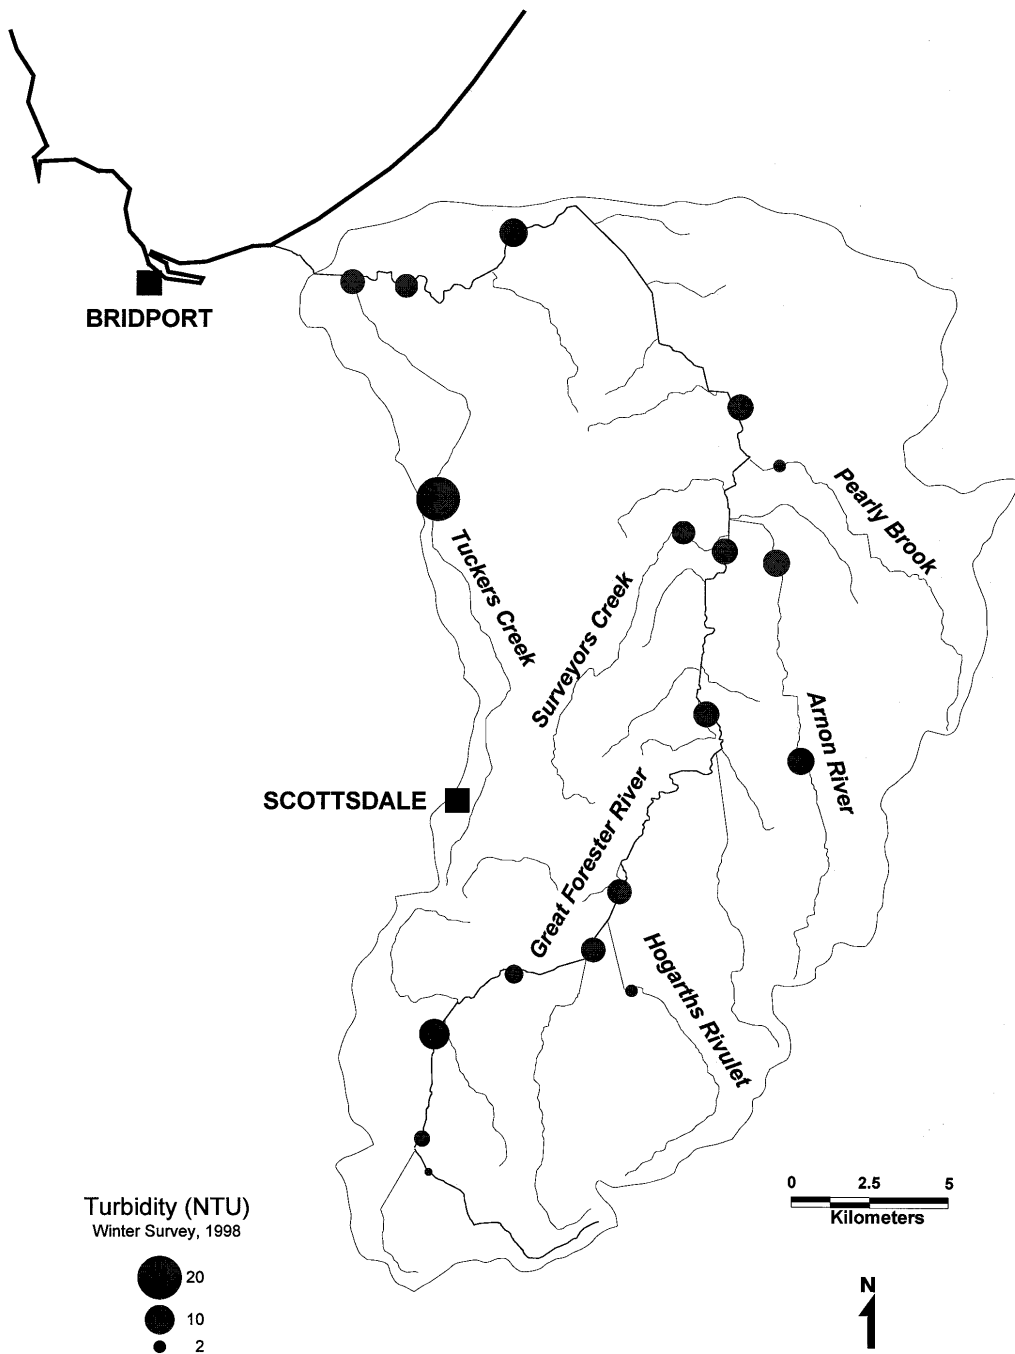 BRIDPORT
Pearly Brook
Tuckers Creek
Surveyors Creek
Arnon River
SCOTTSDALE
Great Forester River
Hogarths Rivulet
Turbidity (NTU)
Winter Survey, 1998
20
10
2
0 2.5 5
Kilometers
N